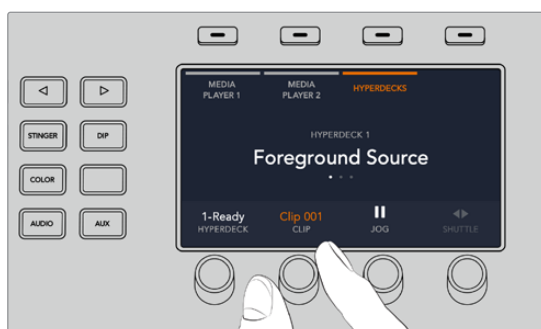 MEDIA PLAYER 1
MEDIA PLAYER 2
HYPERDECKS
HYPERDECK 1
Foreground Source
1-Ready
HYPERDECK
Clip 001
CLIP
JOG
SHUTTLE
STINGER
DIP
COLOR
AUDIO
AUX